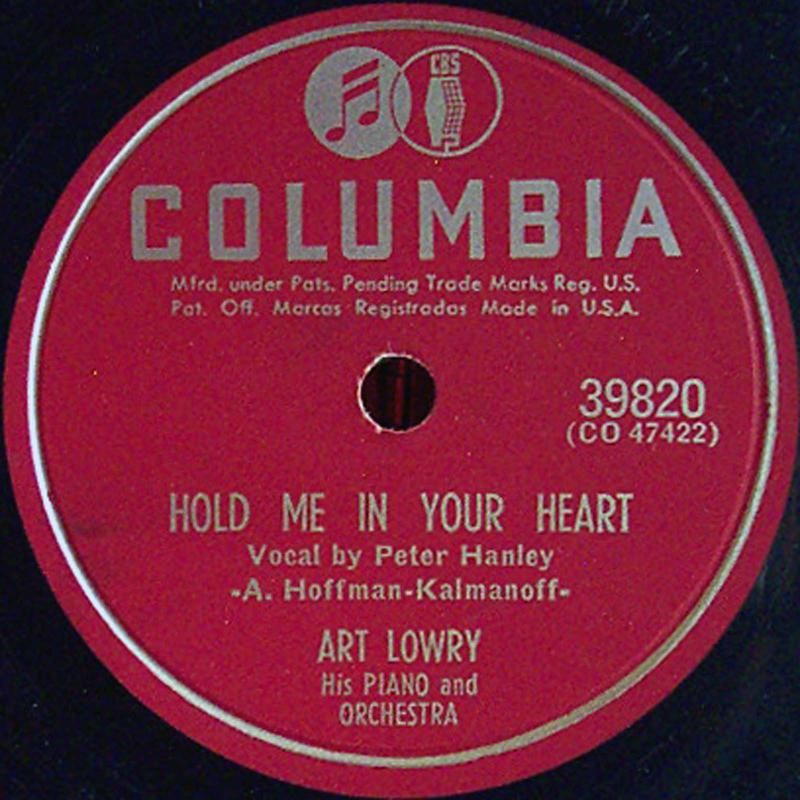 CBS
COLUMBIA
Mfrd. under Pats. Pending Trade Marks Reg. U.S.
Pat. Off. Marcas Registradas Made in U.S.A.
39820
(CO 47422)
HOLD ME IN YOUR HEART
Vocal by Peter Hanley
-A. Hoffman-Kalmanoff-
ART LOWRY
His PIANO and
ORCHESTRA